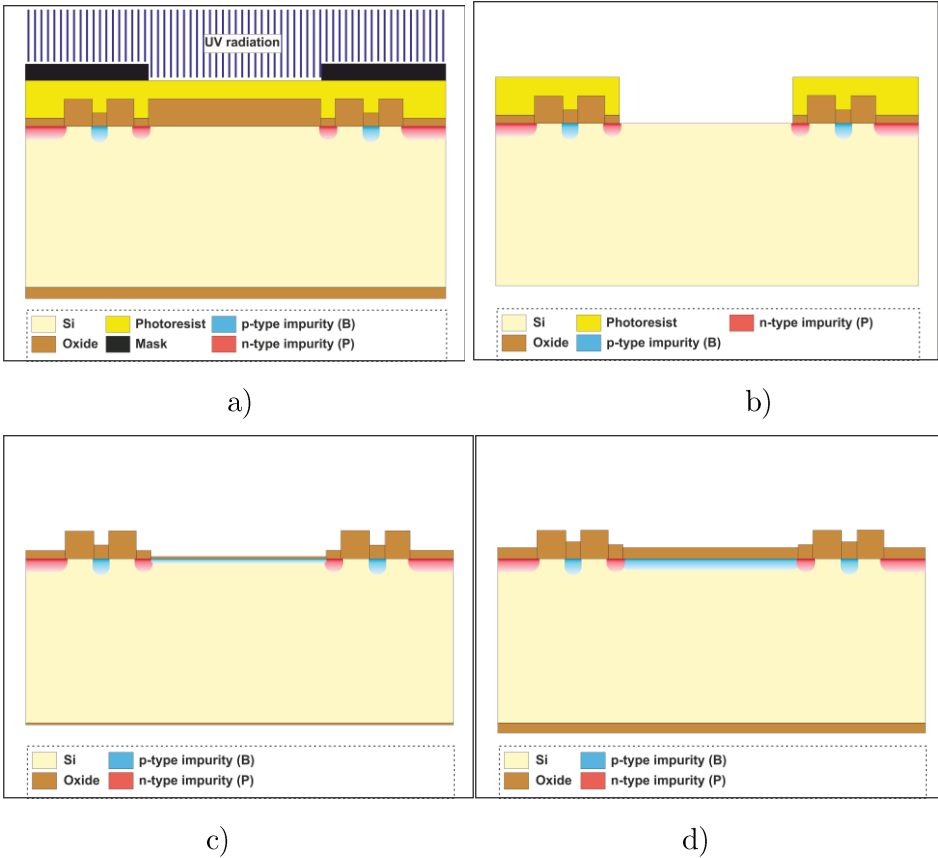 UV radiation
Si Photoresist p-type impurity (B)
Oxide Mask n-type impurity (P)
Si Photoresist n-type impurity (P)
Oxide p-type impurity (B)
a) b)
Si p-type impurity (B)
Oxide n-type impurity (P)
Si p-type impurity (B)
Oxide n-type impurity (P)
c) d)